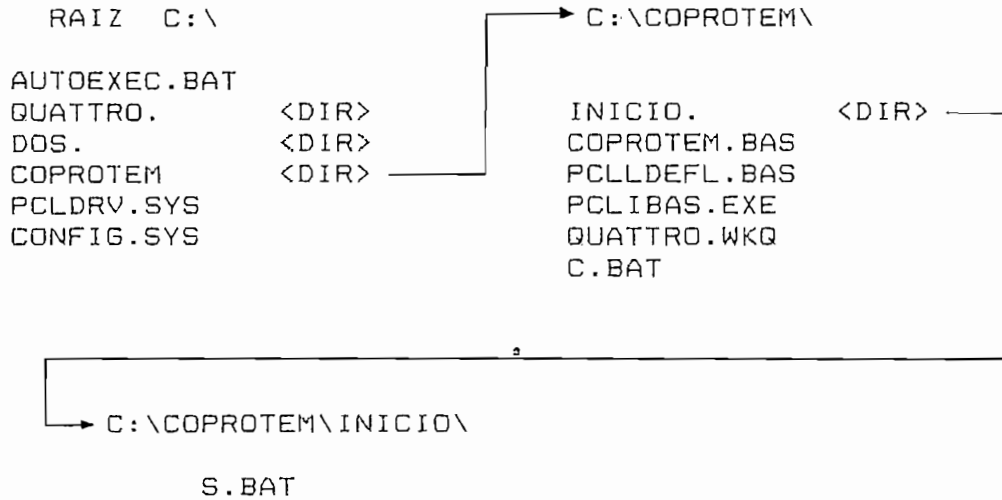 RAIZ C:\
AUTOEXEC.BAT
QUATTRO. <DIR>
DOS. <DIR>
COPROTEM <DIR>
PCLDRV.SYS
CONFIG.SYS
C:\COPROTEM\
INICIO. <DIR>
COPROTEM.BAS
PCLLDEFL.BAS
PCLIBAS.EXE
QUATTRO.WKQ
C.BAT
C:\COPROTEM\INICIO\
S.BAT